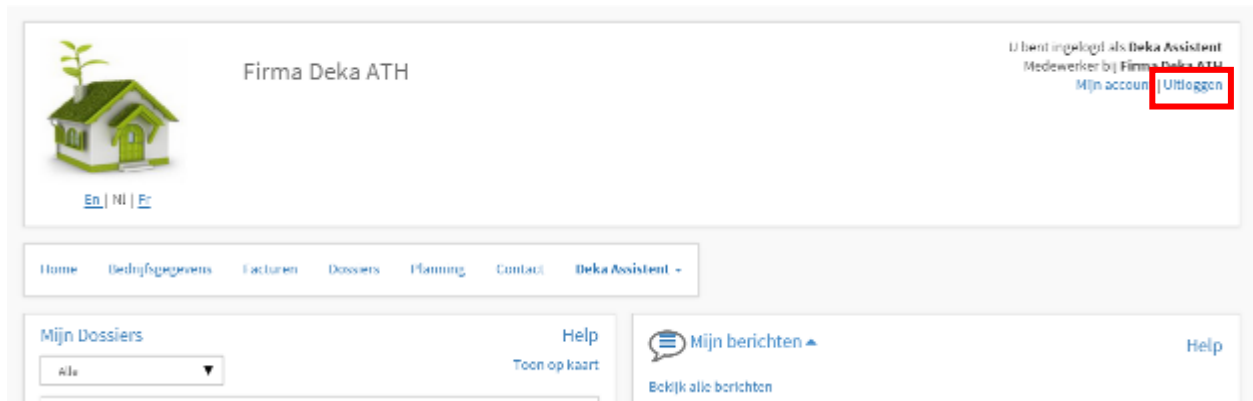 U bent ingelogd als Deka Assistent
Firma Deka ATH
Medewerker bij Firma Deka ATH
Mijn account | Uitloggen
En | Nl | Fr
Home Bedrijfsgegevens Facturen Dossiers Planning Contact Deka Assistent
Mijn Dossiers Help
Alle
Toon op kaart
Mijn berichten Help
Bekijk alle berichten